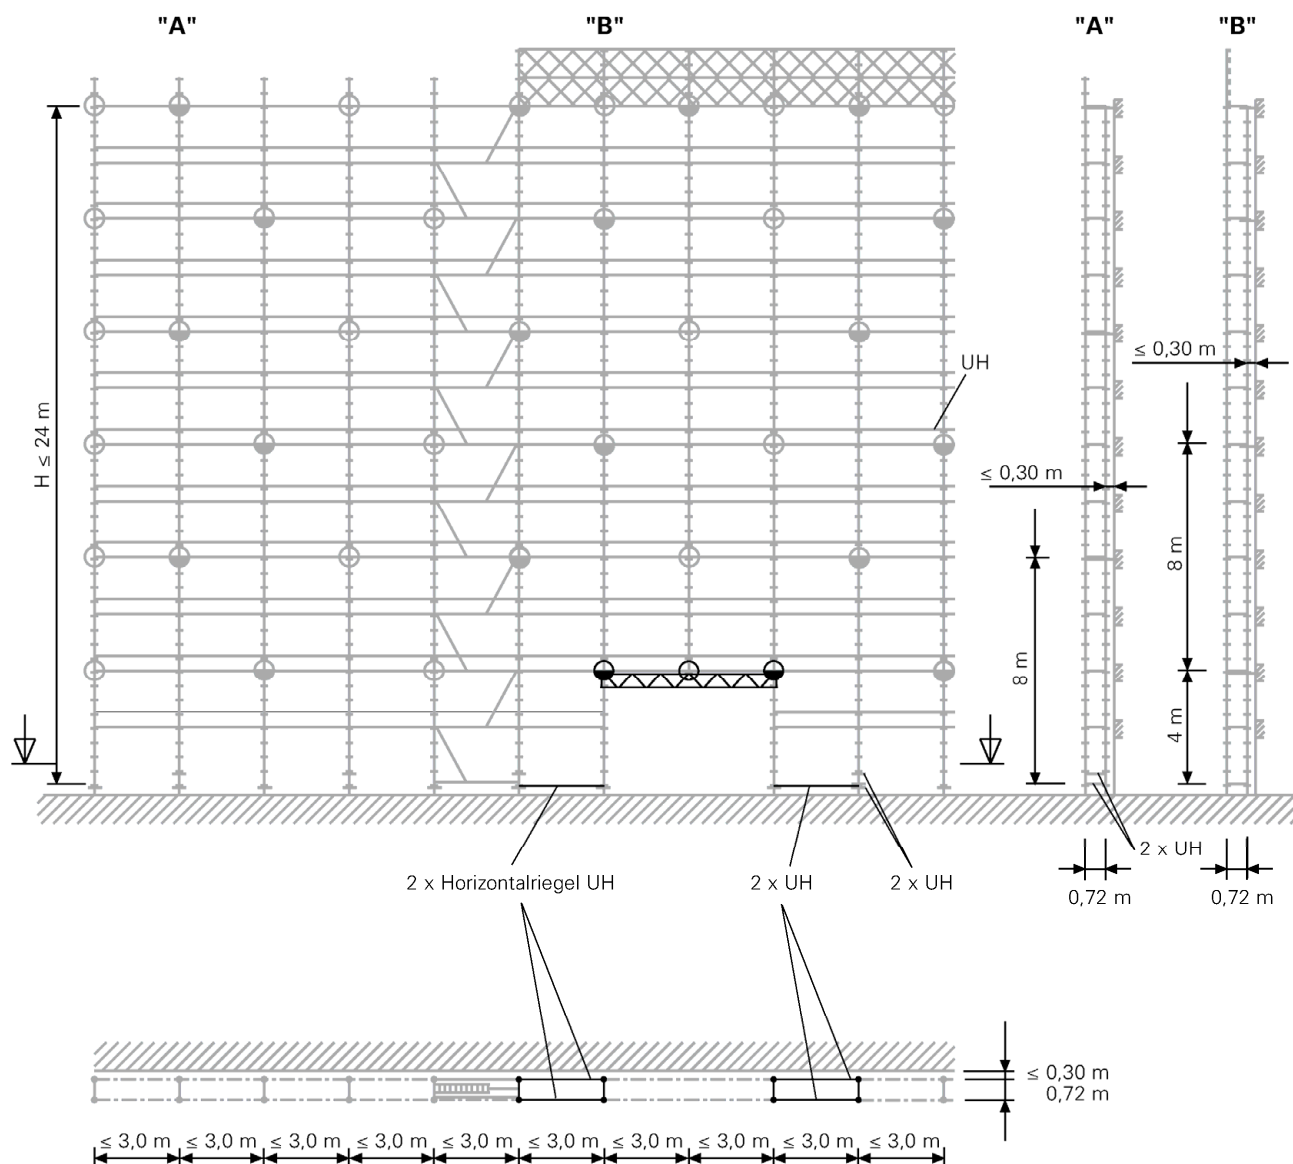 "A"
"B"
"A"
"B"
≤ 0,30 m
UH
H ≤ 24 m
≤ 0,30 m
8 m
8 m
4 m
2 x UH
2 x Horizontalriegel UH
2 x UH
2 x UH
0,72 m
0,72 m
≤ 0,30 m
0,72 m
≤ 3,0 m
≤ 3,0 m
≤ 3,0 m
≤ 3,0 m
≤ 3,0 m
≤ 3,0 m
≤ 3,0 m
≤ 3,0 m
≤ 3,0 m
≤ 3,0 m